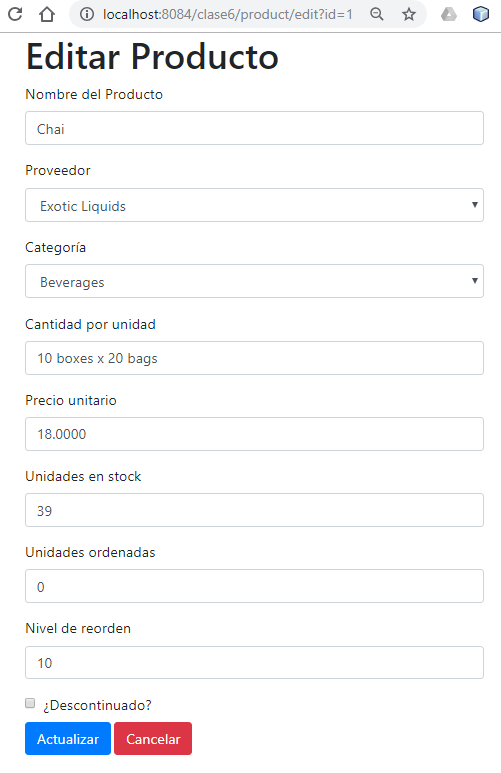 localhost:8084/clase6/product/edit?id=1
Editar Producto
Nombre del Producto
Chai
Proveedor
Exotic Liquids
Categoría
Beverages
Cantidad por unidad
10 boxes x 20 bags
Precio unitario
18.0000
Unidades en stock
39
Unidades ordenadas
0
Nivel de reorden
10
¿Descontinuado?
Actualizar Cancelar